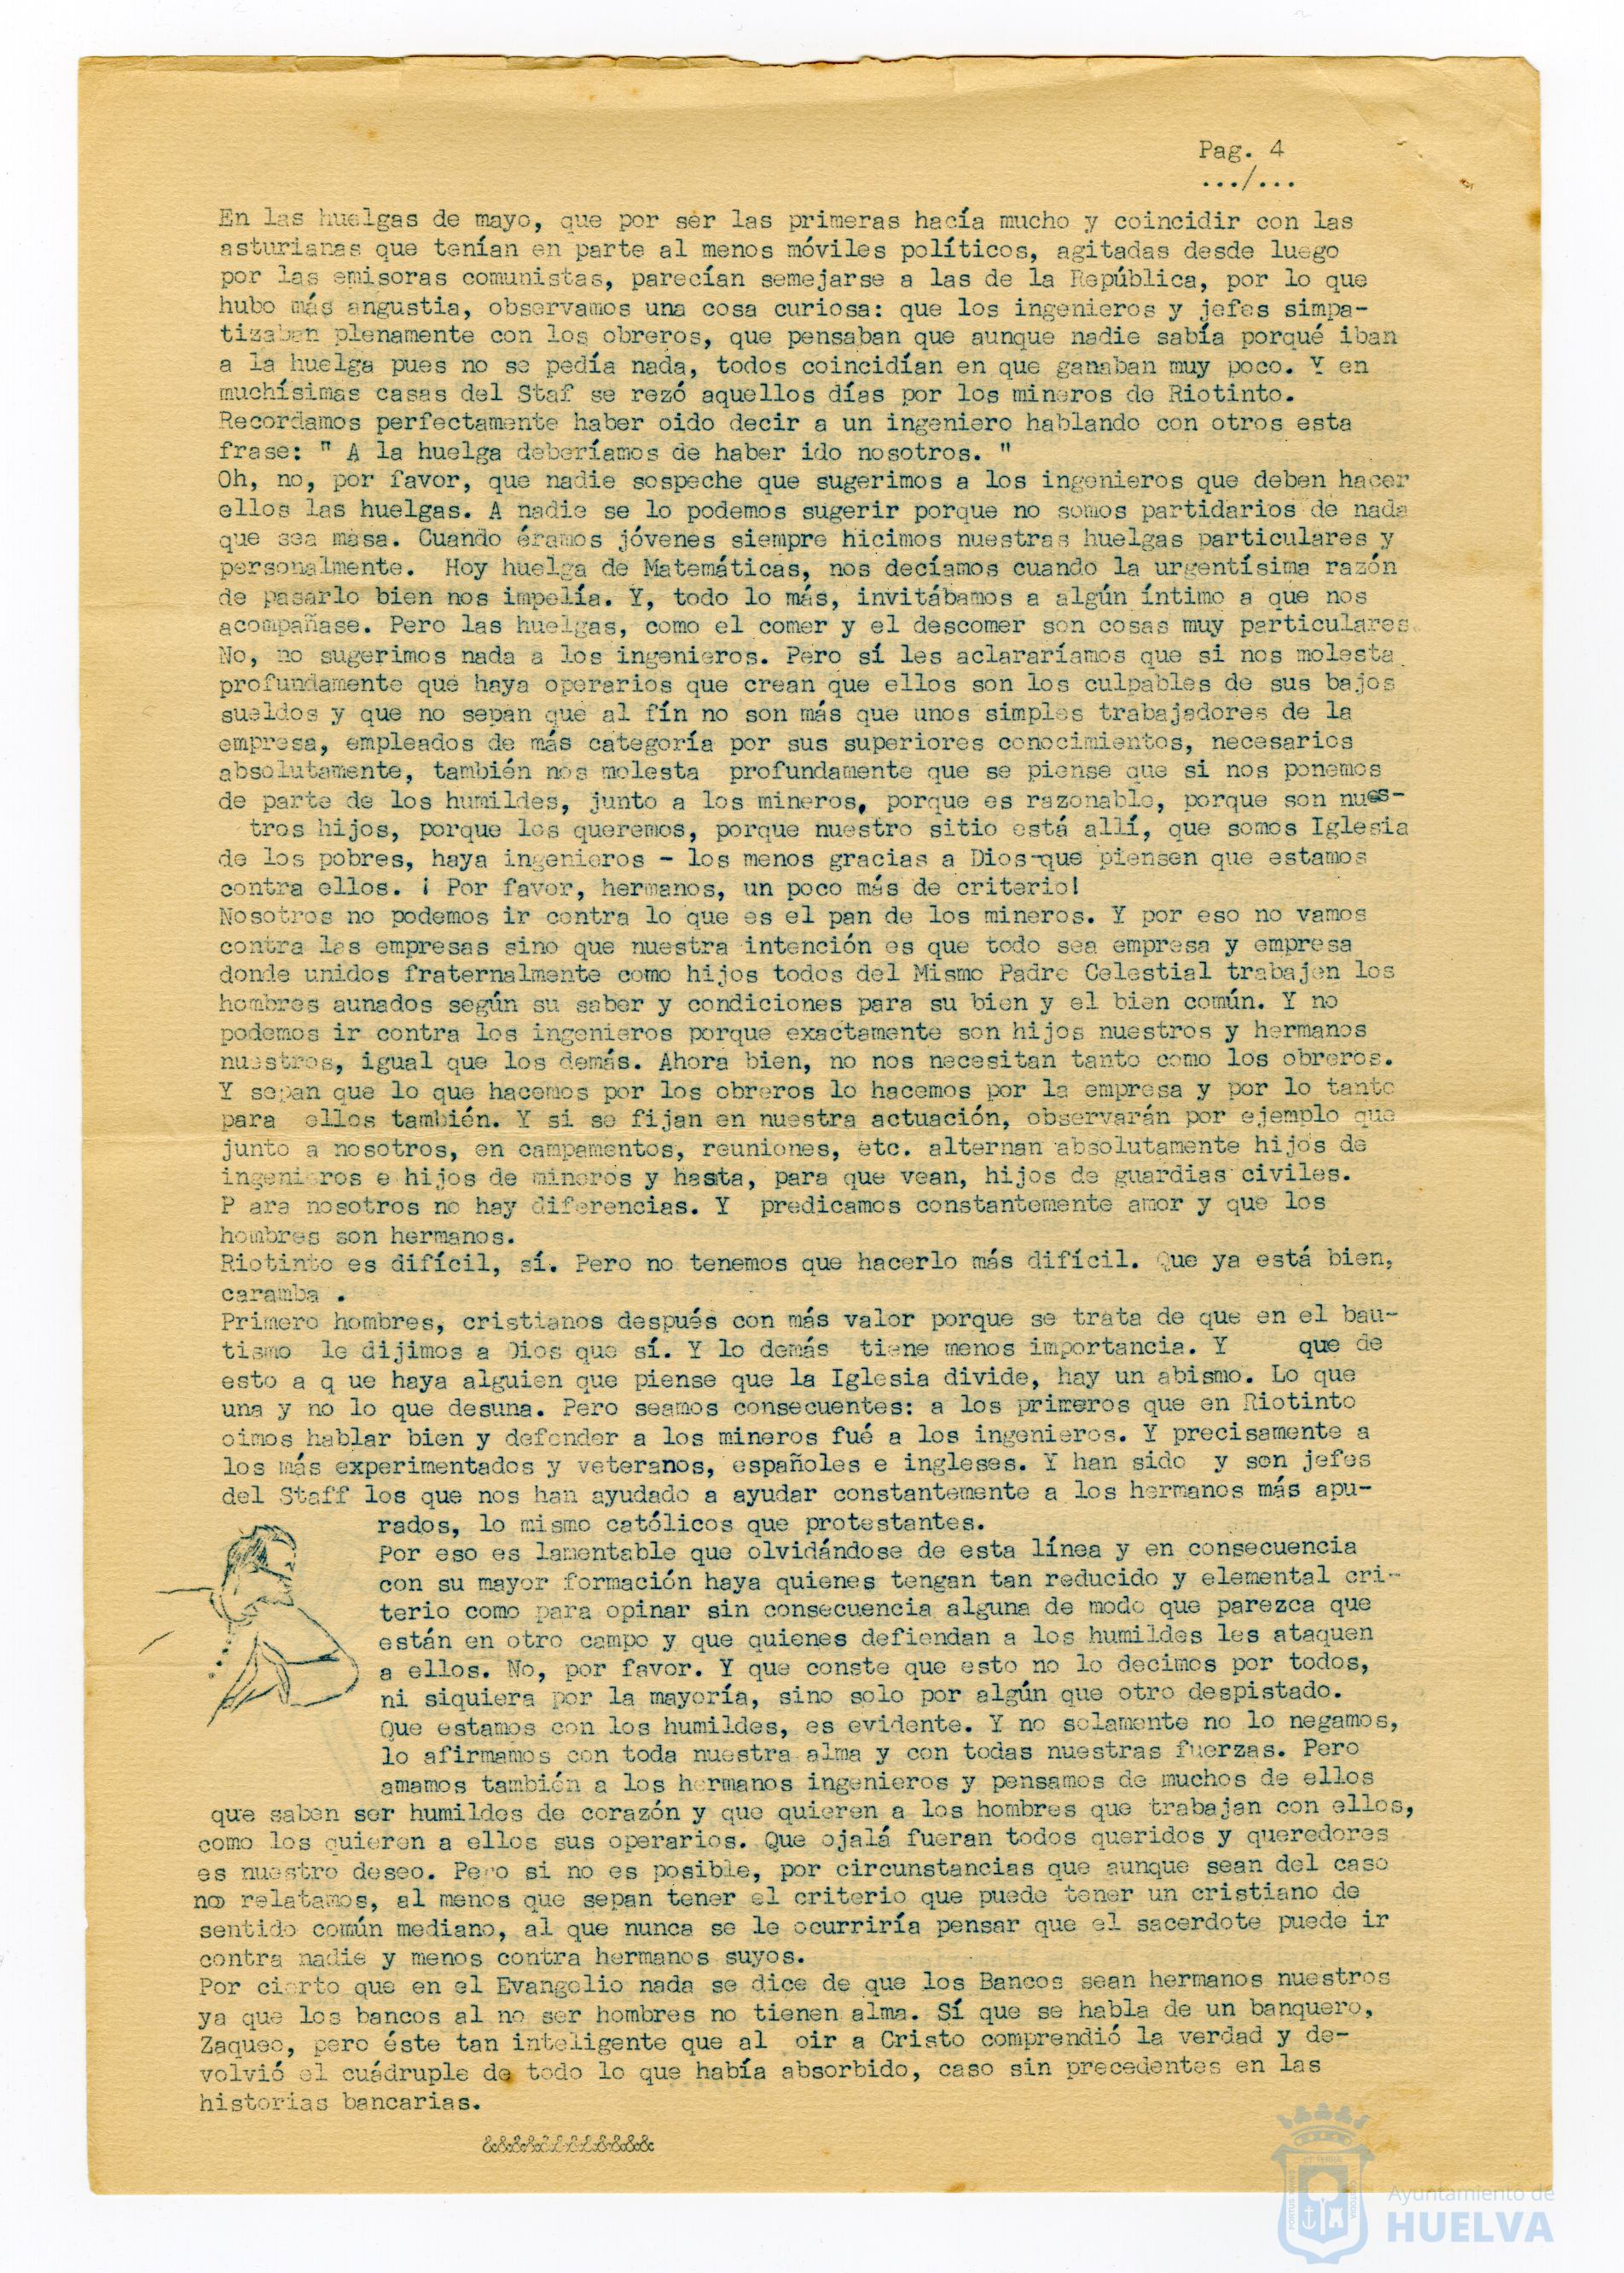 Pag. 4
.../...
En las huelgas de mayo, que por ser las primeras hacía mucho y coincidir con las
asturianas que tenían en parte al menos móviles políticos, agitadas desde luego
por las emisoras comunistas, parecían semejarse a las de la República, por lo que
hubo más angustia, observamos una cosa curiosa: que los ingenieros y jefes simpa-
tizaban plenamente con los obreros, que pensaban que aunque nadie sabía porqué iban
a la huelga pues no se pedía nada, todos coincidían en que ganaban muy poco. Y en
muchísimas casas del Staf se rezó aquellos días por los mineros de Riotinto.
Recordamos perfectamente haber oido decir a un ingeniero hablando con otros esta
frase: " A la huelga deberíamos de haber ido nosotros. "
Oh, no, por favor, que nadie sospeche que sugerimos a los ingenieros que deben hacer
ellos las huelgas. A nadie se lo podemos sugerir porque no somos partidarios de nada
que sea masa. Cuando éramos jóvenes siempre hicimos nuestras huelgas particulares y
personalmente. Hoy huelga de Matemáticas, nos decíamos cuando la urgentísima razón
de pasarlo bien nos impelía. Y, todo lo más, invitábamos a algún íntimo a que nos
acompañase. Pero las huelgas, como el comer y el descomer son cosas muy particulares.
No, no sugerimos nada a los ingenieros. Pero sí les aclararíamos que si nos molesta
profundamente que haya operarios que crean que ellos son los culpables de sus bajos
sueldos y que no sepan que al fín no son más que unos simples trabajadores de la
empresa, empleados de más categoría por sus superiores conocimientos, necesarios
absolutamente, también nos molesta profundamente que se piense que si nos ponemos
de parte de los humildes, junto a los mineros, porque es razonable, porque son nues-
tros hijos, porque los queremos, porque nuestro sitio está allí, que somos Iglesia
de los pobres, haya ingenieros - los menos gracias a Dios-que piensen que estamos
contra ellos. ¡ Por favor, hermanos, un poco más de criterio!
Nosotros no podemos ir contra lo que es el pan de los mineros. Y por eso no vamos
contra las empresas sino que nuestra intención es que todo sea empresa y empresa
donde unidos fraternalmente como hijos todos del Mismo Padre Celestial trabajen los
hombres aunados según su saber y condiciones para su bien y el bien común. Y no
podemos ir contra los ingenieros porque exactamente son hijos nuestros y hermanos
nuestros, igual que los demás. Ahora bien, no nos necesitan tanto como los obreros.
Y sepan que lo que hacemos por los obreros lo hacemos por la empresa y por lo tanto
para ellos también. Y si se fijan en nuestra actuación, observarán por ejemplo que
junto a nosotros, en campamentos, reuniones, etc. alternan absolutamente hijos de
ingenieros e hijos de mineros y hasta, para que vean, hijos de guardias civiles.
P ara nosotros no hay diferencias. Y predicamos constantemente amor y que los
hombres son hermanos.
Riotinto es difícil, sí. Pero no tenemos que hacerlo más difícil. Que ya está bien,
caramba .
Primero hombres, cristianos después con más valor porque se trata de que en el bau-
tismo le dijimos a Dios que sí. Y lo demás tiene menos importancia. Y que de
esto a q ue haya alguien que piense que la Iglesia divide, hay un abismo. Lo que
una y no lo que desuna. Pero seamos consecuentes: a los primeros que en Riotinto
oimos hablar bien y defender a los mineros fué a los ingenieros. Y precisamente a
los más experimentados y veteranos, españoles e ingleses. Y han sido y son jefes
del Staff los que nos han ayudado a ayudar constantemente a los hermanos más apu-
rados, lo mismo católicos que protestantes.
Por eso es lamentable que olvidándose de esta línea y en consecuencia
con su mayor formación haya quienes tengan tan reducido y elemental cri-
terio como para opinar sin consecuencia alguna de modo que parezca que
están en otro campo y que quienes defiendan a los humildes les ataquen
a ellos. No, por favor. Y que conste que esto no lo decimos por todos,
ni siquiera por la mayoría, sino solo por algún que otro despistado.
Que estamos con los humildes, es evidente. Y no solamente no lo negamos,
lo afirmamos con toda nuestra alma y con todas nuestras fuerzas. Pero
amamos también a los hermanos ingenieros y pensamos de muchos de ellos
que saben ser humildes de corazón y que quieren a los hombres que trabajan con ellos,
como los quieren a ellos sus operarios. Que ojalá fueran todos queridos y queredores
es nuestro deseo. Pero si no es posible, por circunstancias que aunque sean del caso
no relatamos, al menos que sepan tener el criterio que puede tener un cristiano de
sentido común mediano, al que nunca se le ocurriría pensar que el sacerdote puede ir
contra nadie y menos contra hermanos suyos.
Por cierto que en el Evangelio nada se dice de que los Bancos sean hermanos nuestros
ya que los bancos al no ser hombres no tienen alma. Sí que se habla de un banquero,
Zaqueo, pero éste tan inteligente que al oir a Cristo comprendió la verdad y de-
volvió el cuádruple de todo lo que había absorbido, caso sin precedentes en las
historias bancarias.
&&&&&&&&&&&&
Ayuntamiento de
HUELVA